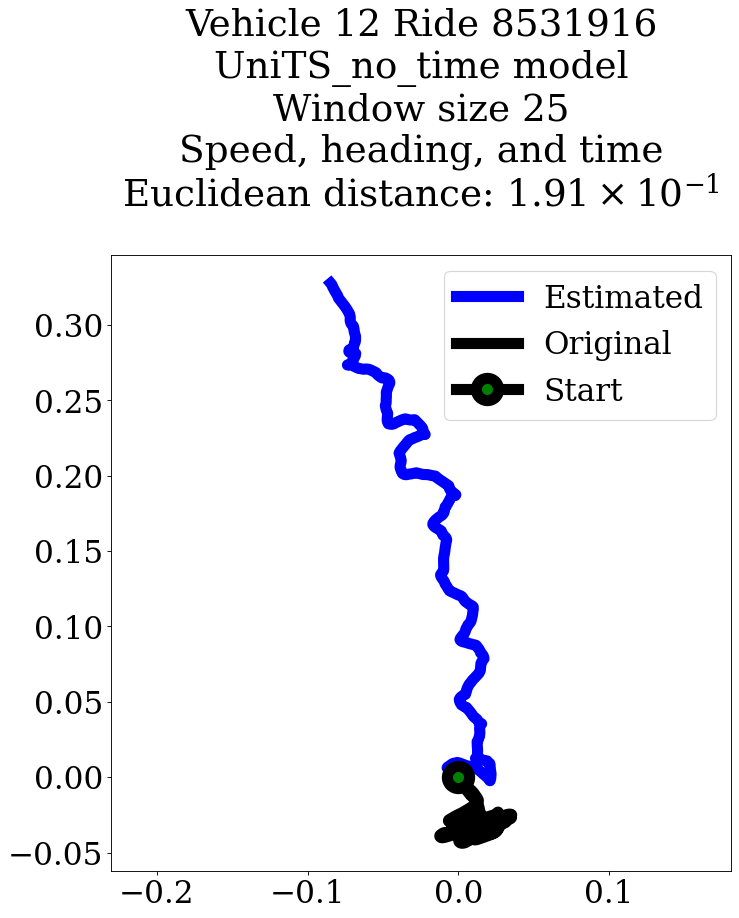 Vehicle 12 Ride 8531916
UniTS_no_time model
Window size 25
Speed, heading, and time
Euclidean distance: $1.91 \times 10^{-1}$
Estimated
Original
Start
0.30
0.25
0.20
0.15
0.10
0.05
0.00
−0.05
−0.2
−0.1
0.0
0.1